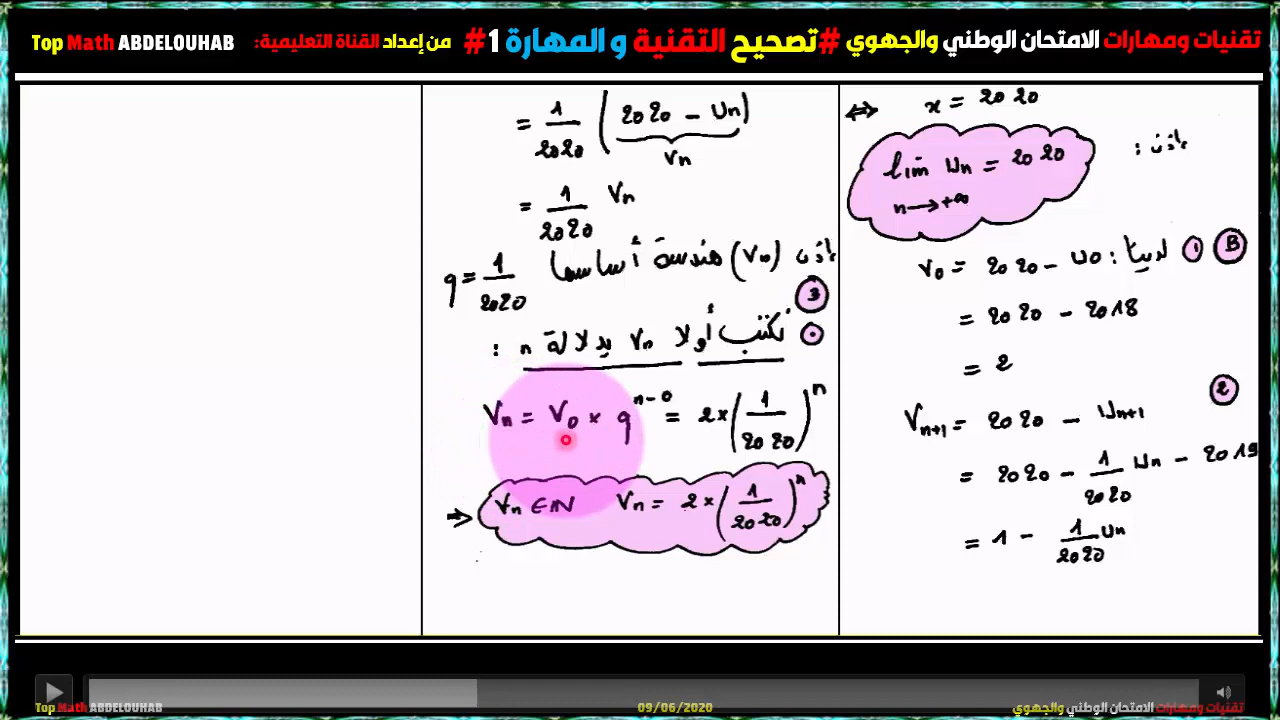 تقنيات ومهارات الامتحان الوطني والجهوي #تصحيح التقنية و المهارة 1# من إعداد القناة التعليمية: Top Math ABDELOUHAB
⇔ x = 2020
إذن :
lim Un = 2020
n→+∞
B 1 لدينا : V0 = 2020 - U0
= 2020 - 2018
= 2
2
Vn+1 = 2020 - Un+1
= 2020 - 1/2020 Un - 2019
= 1 - 1/2020 Un
= 1/2020 (2020 - Un)
Vn
= 1/2020 Vn
إذن (Vn) هندسية أساسها q = 1/2020
3
نكتب أولا Vn بدلالة n :
Vn = V0 × q^(n-0) = 2×(1/2020)^n
⇒ ∀n ∈ IN Vn = 2×(1/2020)^n
Top Math ABDELOUHAB 09/06/2020 تقنيات ومهارات الامتحان الوطني والجهوي